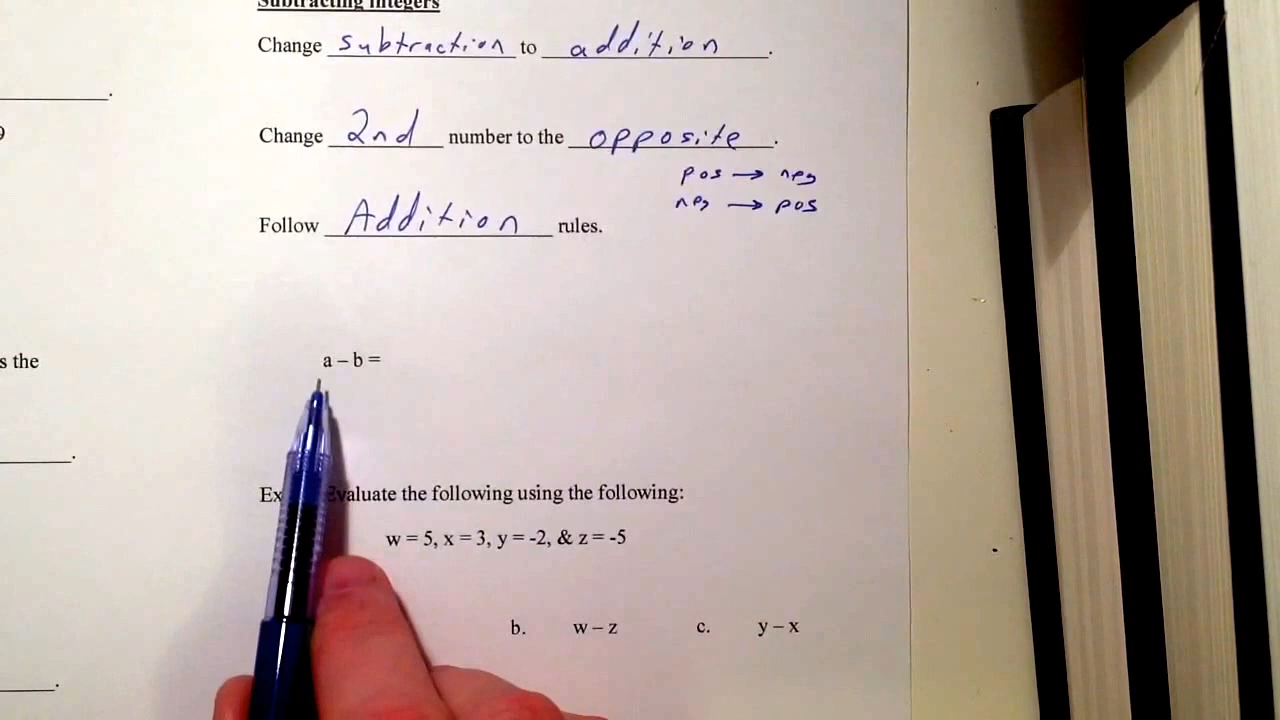 Subtracting Integers
Change subtraction to addition.
Change 2nd number to the opposite.
pos → neg
neg → pos
Follow Addition rules.
s the
a – b =
Evaluate the following using the following:
w = 5, x = 3, y = -2, & z = -5
b. w – z c. y – x